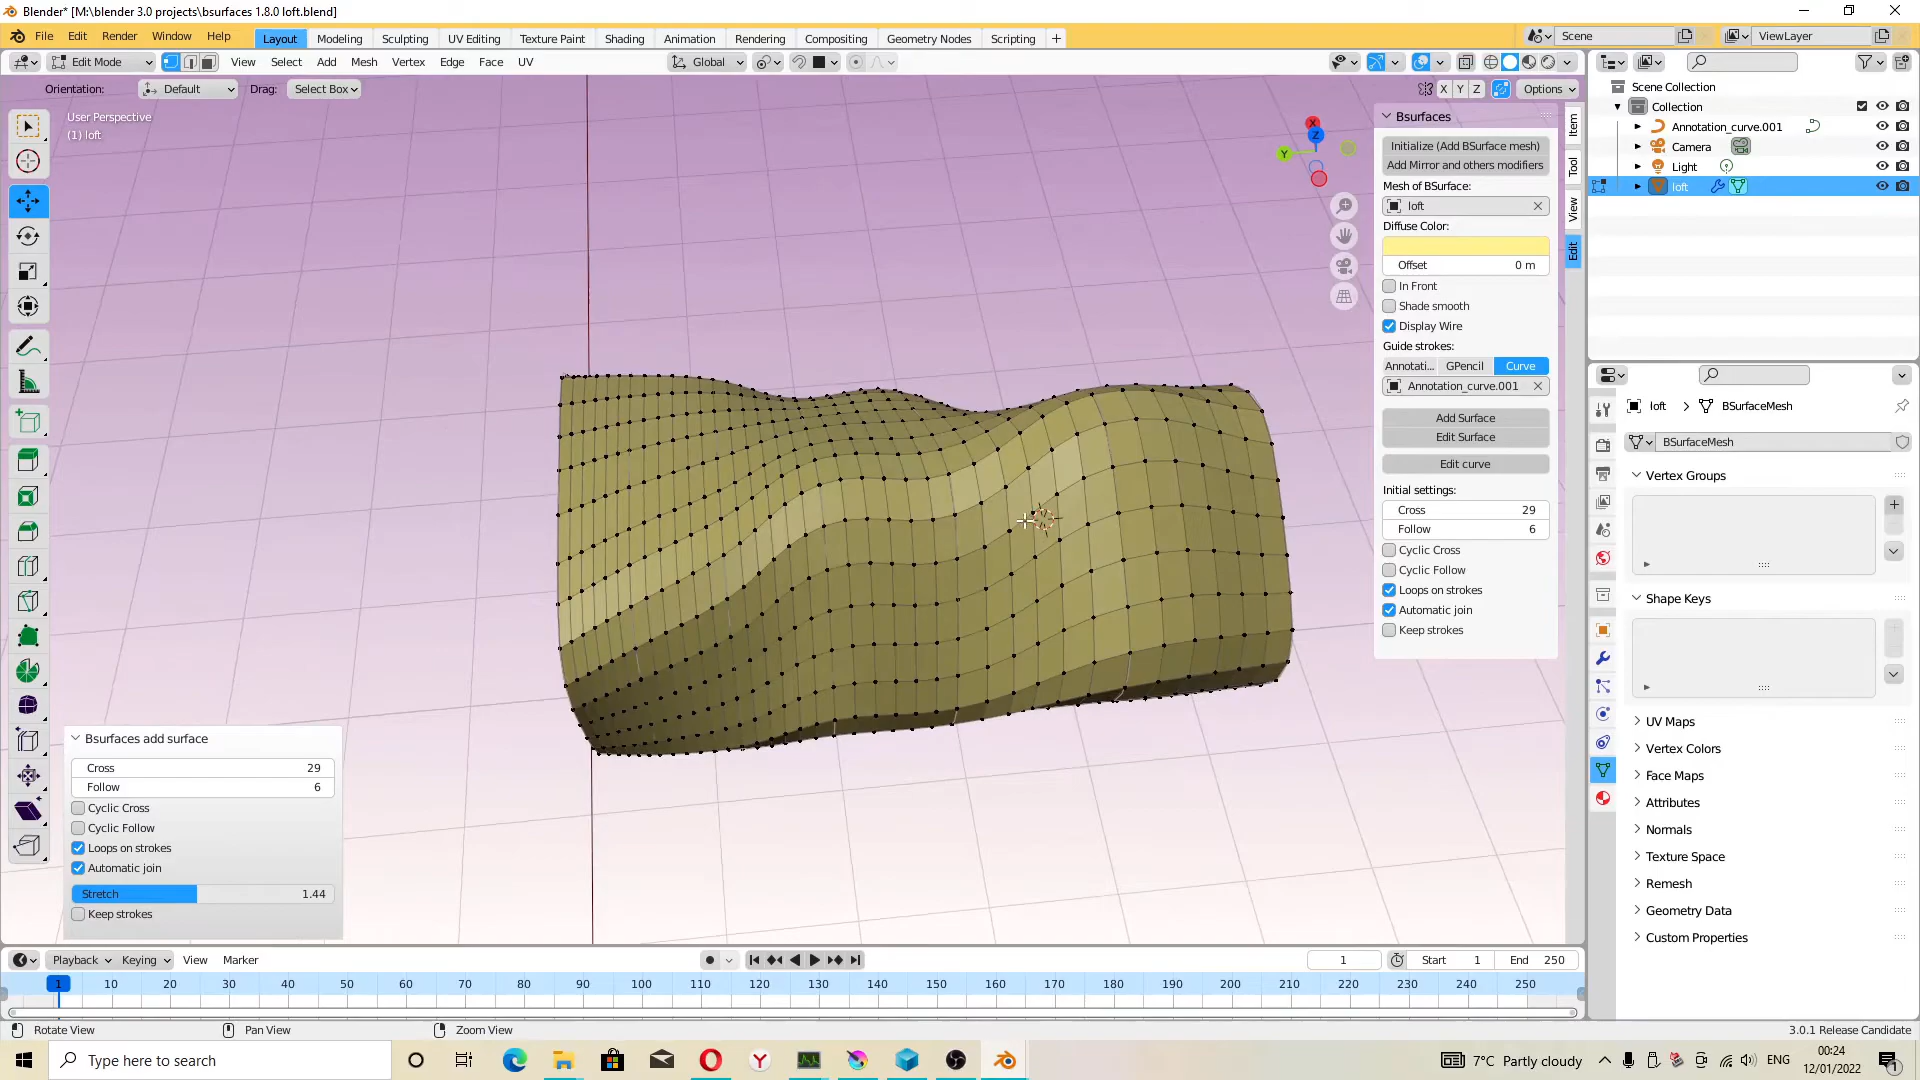 Blender* [M:\blender 3.0 projects\bsurfaces 1.8.0 loft.blend]
File Edit Render Window Help Layout Modeling Sculpting UV Editing Texture Paint Shading Animation Rendering Compositing Geometry Nodes Scripting + Scene ViewLayer
Edit Mode View Select Add Mesh Vertex Edge Face UV Global
Orientation: Default Drag: Select Box X Y Z Options
User Perspective
(1) loft
X
Z
Y
Bsurfaces
Initialize (Add BSurface mesh)
Add Mirror and others modifiers
Mesh of BSurface:
loft
Diffuse Color:
Offset 0 m
In Front
Shade smooth
Display Wire
Guide strokes:
Annotati... GPencil Curve
Annotation_curve.001
Add Surface
Edit Surface
Edit curve
Initial settings:
Cross 29
Follow 6
Cyclic Cross
Cyclic Follow
Loops on strokes
Automatic join
Keep strokes
Item
Tool
View
Edit
Scene Collection
Collection
Annotation_curve.001
Camera
Light
loft
loft BSurfaceMesh
BSurfaceMesh
Vertex Groups
Shape Keys
UV Maps
Vertex Colors
Face Maps
Attributes
Normals
Texture Space
Remesh
Geometry Data
Custom Properties
Bsurfaces add surface
Cross 29
Follow 6
Cyclic Cross
Cyclic Follow
Loops on strokes
Automatic join
Stretch 1.44
Keep strokes
Playback Keying View Marker 1 Start 1 End 250
1 10 20 30 40 50 60 70 80 90 100 110 120 130 140 150 160 170 180 190 200 210 220 230 240 250
Rotate View Pan View Zoom View 3.0.1 Release Candidate
Type here to search 7°C Partly cloudy ENG 00:24 12/01/2022 1